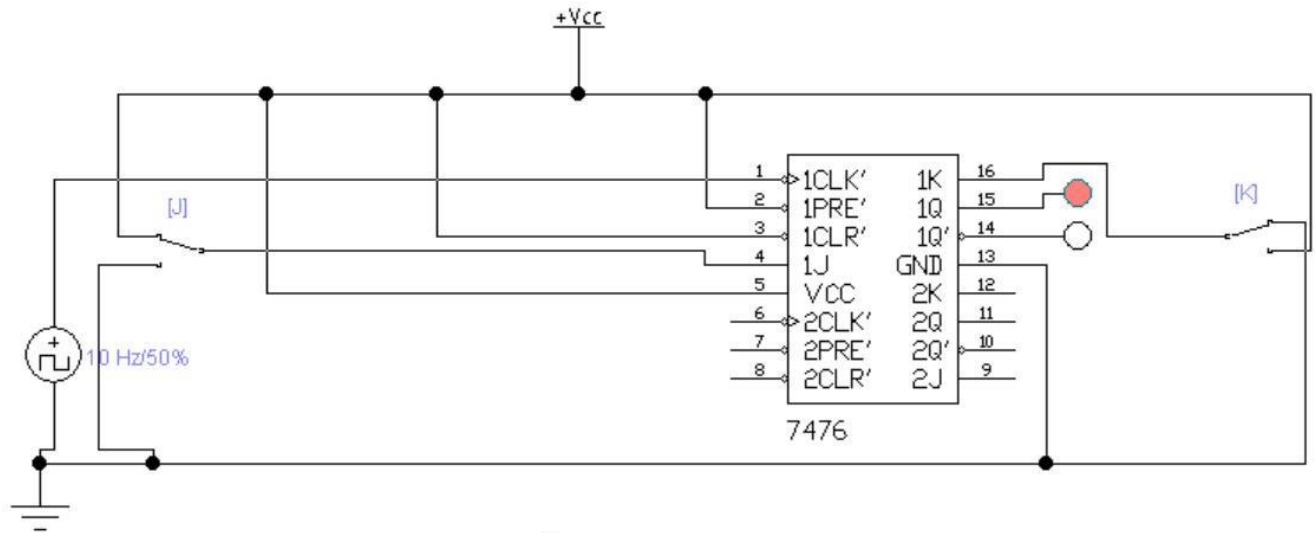 +Vcc
[J]
[K]
10 Hz/50%
1 1CLK' 1K 16
2 1PRE' 1Q 15
3 1CLR' 1Q' 14
4 1J GND 13
5 VCC 2K 12
6 2CLK' 2Q 11
7 2PRE' 2Q' 10
8 2CLR' 2J 9
7476